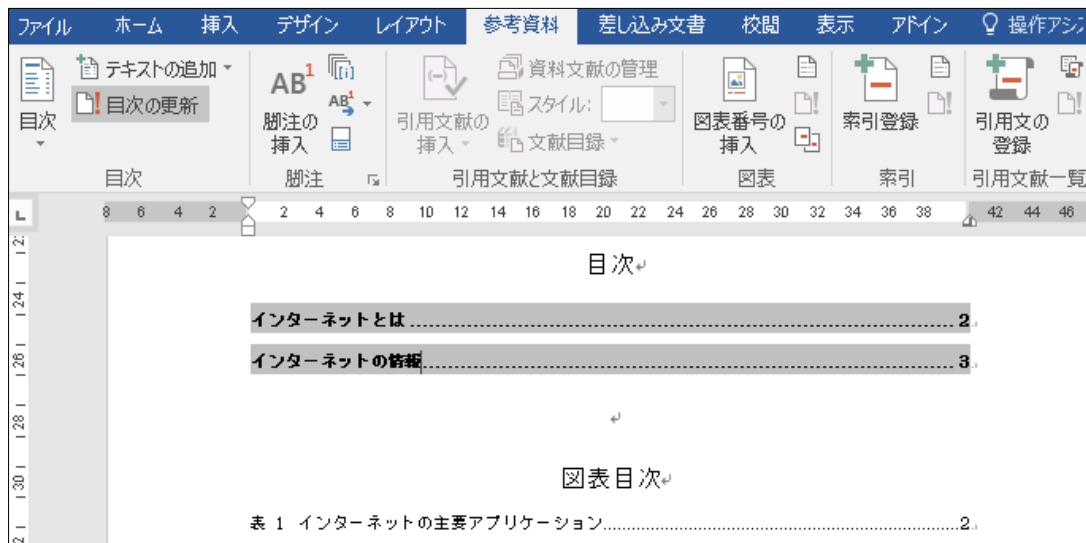 ファイル ホーム 挿入 デザイン レイアウト 参考資料 差し込み文書 校閲 表示 アドイン 操作アシ
目次
テキストの追加
目次の更新
目次
AB1
脚注の
挿入
AB1
[i]
脚注
引用文献の
挿入
資料文献の管理
スタイル:
文献目録
引用文献と文献目録
図表番号の
挿入
図表
索引登録
索引
引用文の
登録
引用文献一覧
8 6 4 2 2 4 6 8 10 12 14 16 18 20 22 24 26 28 30 32 34 36 38 42 44 46
24
26
28
30
目次
インターネットとは 2
インターネットの情報 3
図表目次
表 1 インターネットの主要アプリケーション 2